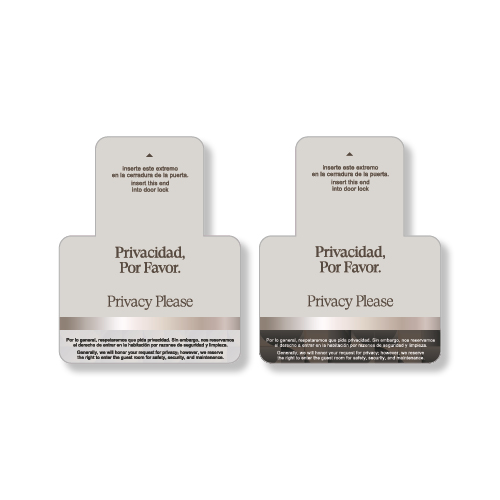 Inserte este extremo
en la cerradura de la puerta.
Insert this end
into door lock
Privacidad,
Por Favor.
Privacy Please
Por lo general, respetaremos que pida privacidad. Sin embargo, nos reservamos
el derecho de entrar en la habitación por razones de seguridad y limpieza.
Generally, we will honor your request for privacy; however, we reserve
the right to enter the guest room for safety, security, and maintenance.
Inserte este extremo
en la cerradura de la puerta.
Insert this end
into door lock
Privacidad,
Por Favor.
Privacy Please
Por lo general, respetaremos que pida privacidad. Sin embargo, nos reservamos
el derecho a entrar en la habitación por razones de seguridad y limpieza.
Generally, we will honor your request for privacy; however, we reserve
the right to enter the guest room for safety, security, and maintenance.